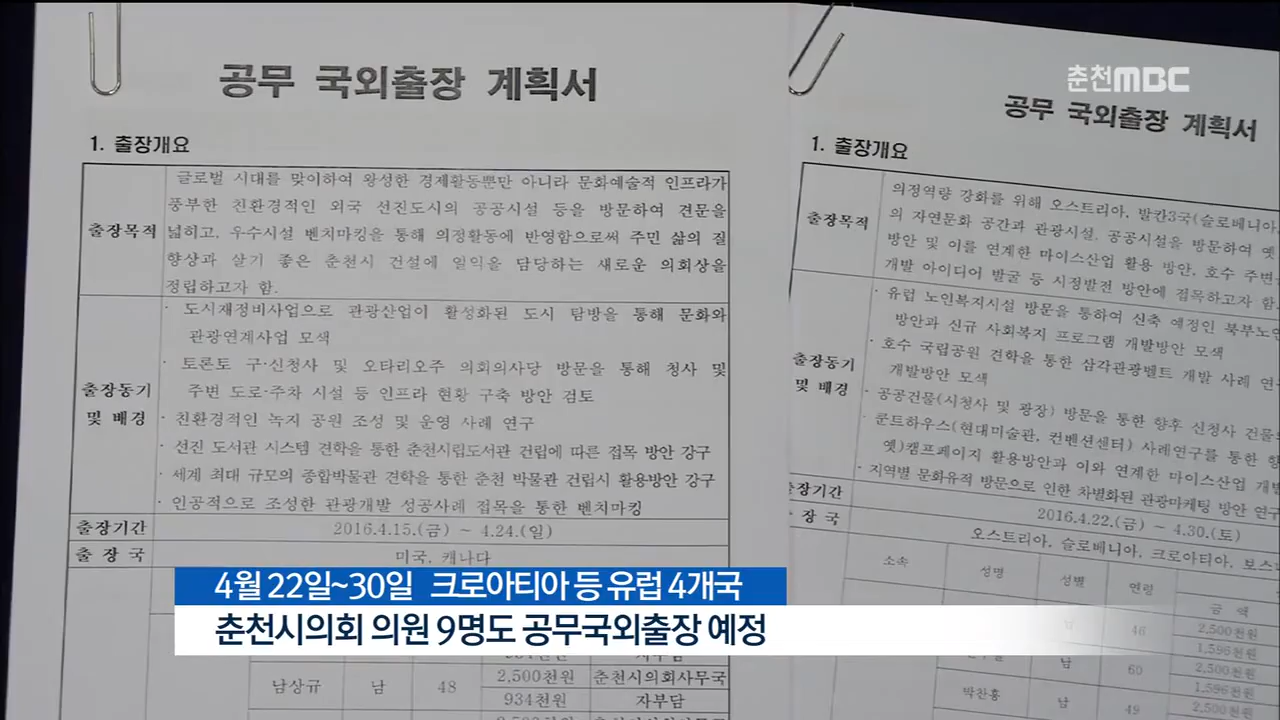 춘천MBC
공무 국외출장 계획서
1. 출장개요
출장목적
글로벌 시대를 맞이하여 왕성한 경제활동뿐만 아니라 문화예술적 인프라가
풍부한 친환경적인 외국 선진도시의 공공시설 등을 방문하여 견문을
넓히고, 우수시설 벤치마킹을 통해 의정활동에 반영함으로써 주민 삶의 질
향상과 살기 좋은 춘천시 건설에 일익을 담당하는 새로운 의회상을
정립하고자 함.
출장동기
및 배경
· 도시재정비사업으로 관광산업이 활성화된 도시 탐방을 통해 문화와
관광연계사업 모색
· 토론토 구·신청사 및 오타리오주 의회의사당 방문을 통해 청사 및
주변 도로·주차 시설 등 인프라 현황 구축 방안 검토
· 친환경적인 녹지 공원 조성 및 운영 사례 연구
· 선진 도서관 시스템 견학을 통한 춘천시립도서관 건립에 따른 접목 방안 강구
· 세계 최대 규모의 종합박물관 견학을 통한 춘천 박물관 건립시 활용방안 강구
· 인공적으로 조성한 관광개발 성공사례 접목을 통한 벤치마킹
출장기간 2016.4.15.(금) ~ 4.24.(일)
출 장 국 미국, 캐나다
남상규 남 48 2,500천원 춘천시의회사무국
934천원 자부담
공무 국외출장 계획서
1. 출장개요
출장목적
의정역량 강화를 위해 오스트리아, 발칸3국(슬로베니아,
의 자연문화 공간과 관광시설. 공공시설을 방문하여 옛
방안 및 이를 연계한 마이스산업 활용 방안, 호수 주변
개발 아이디어 발굴 등 시정발전 방안에 접목하고자 함.
출장동기
및 배경
· 유럽 노인복지시설 방문을 통하여 신축 예정인 북부노인
방안과 신규 사회복지 프로그램 개발방안 모색
· 호수 국립공원 견학을 통한 삼각관광벨트 개발 사례 연
개발방안 모색
· 공공건물(시청사 및 광장) 방문을 통한 향후 신청사 건물
· 쿤트하우스(현대미술관, 컨벤션센터) 사례연구를 통한 향
옛)캠프페이지 활용방안과 이와 연계한 마이스산업 개발
· 지역별 문화유적 방문으로 인한 차별화된 관광마케팅 방안 연구
출장기간 2016.4.22.(금) ~ 4.30.(토)
장 국 오스트리아, 슬로베니아, 크로아티아, 보스
소속 성명 성별 연령 금 액
46 2,500천원
1,596천원
남 60 2,500천원
1,596천원
박찬흥 남 49 2,500천원
4월 22일~30일 크로아티아 등 유럽 4개국
춘천시의회 의원 9명도 공무국외출장 예정